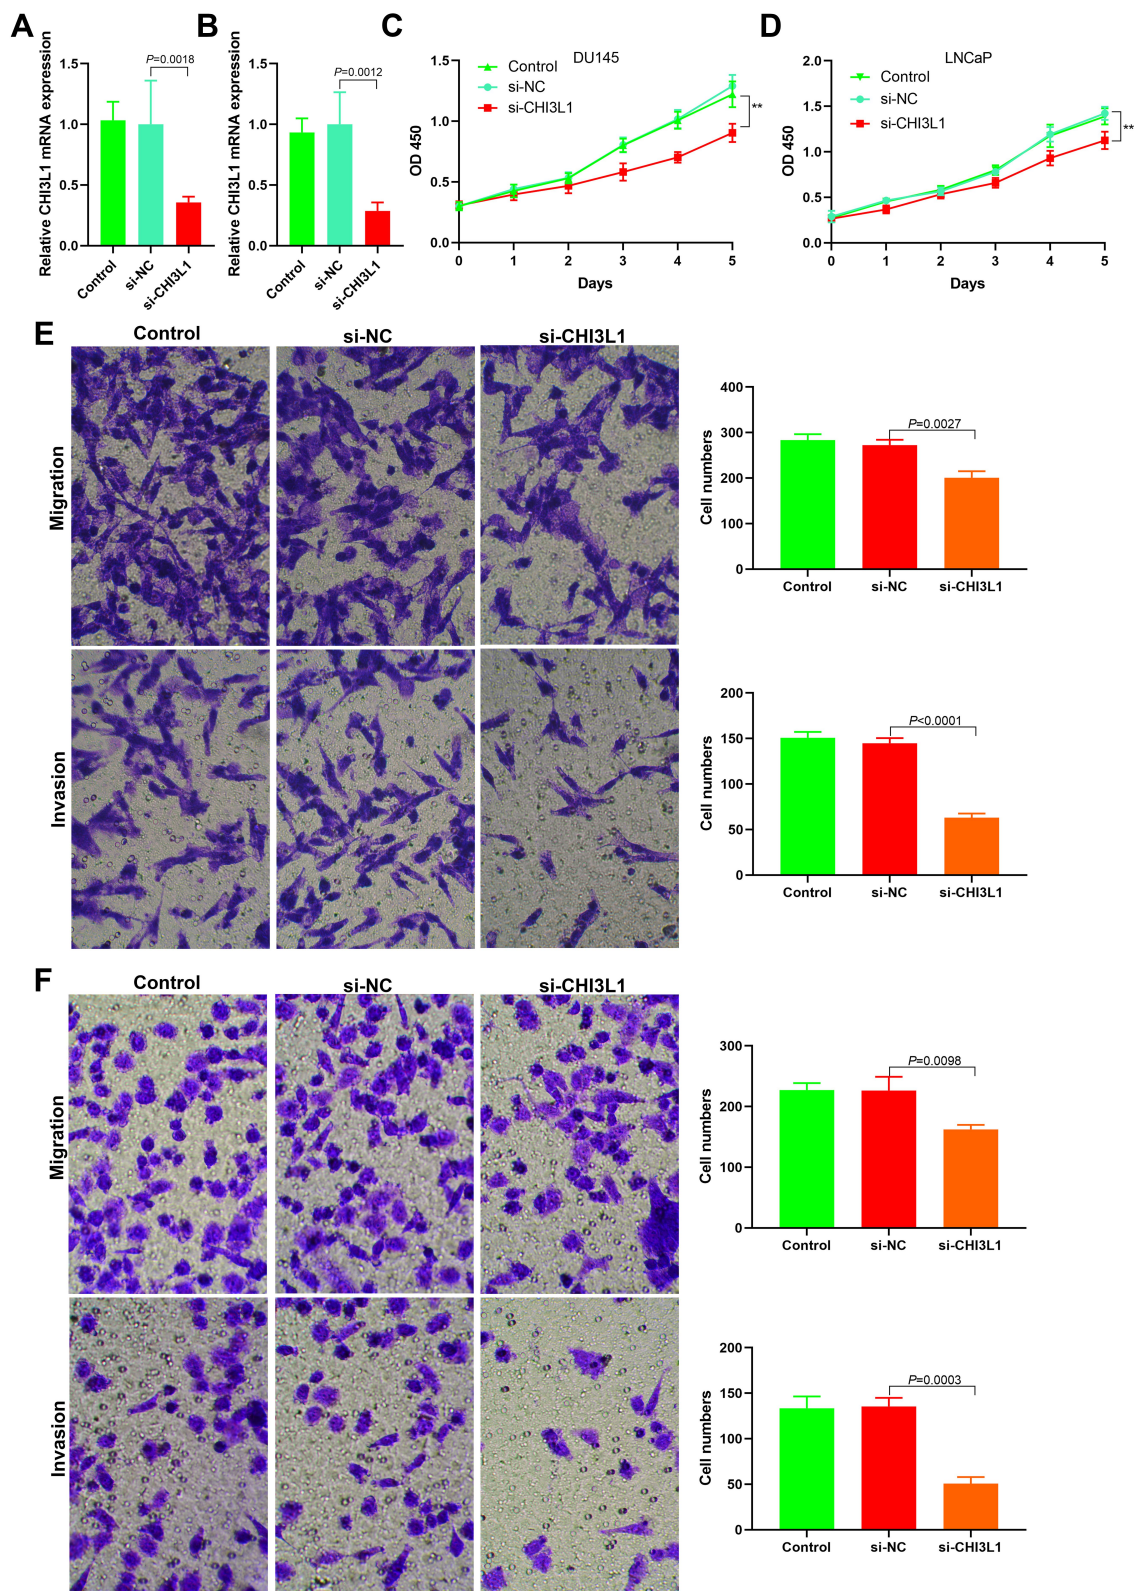 A
Relative CHI3L1 mRNA expression
1.5
1.0
0.5
0.0
P=0.0018
Control
si-NC
si-CHI3L1
B
Relative CHI3L1 mRNA expression
1.5
1.0
0.5
0.0
P=0.0012
Control
si-NC
si-CHI3L1
C
DU145
OD 450
1.5
1.0
0.5
0.0
Control
si-NC
si-CHI3L1
**
0 1 2 3 4 5
Days
D
LNCaP
OD 450
2.0
1.5
1.0
0.5
0.0
Control
si-NC
si-CHI3L1
**
0 1 2 3 4 5
Days
E
Control si-NC si-CHI3L1
Migration
Cell numbers
400
300
200
100
0
P=0.0027
Control si-NC si-CHI3L1
Invasion
Cell numbers
200
150
100
50
0
P<0.0001
Control si-NC si-CHI3L1
F
Control si-NC si-CHI3L1
Migration
Cell numbers
300
200
100
0
P=0.0098
Control si-NC si-CHI3L1
Invasion
Cell numbers
200
150
100
50
0
P=0.0003
Control si-NC si-CHI3L1